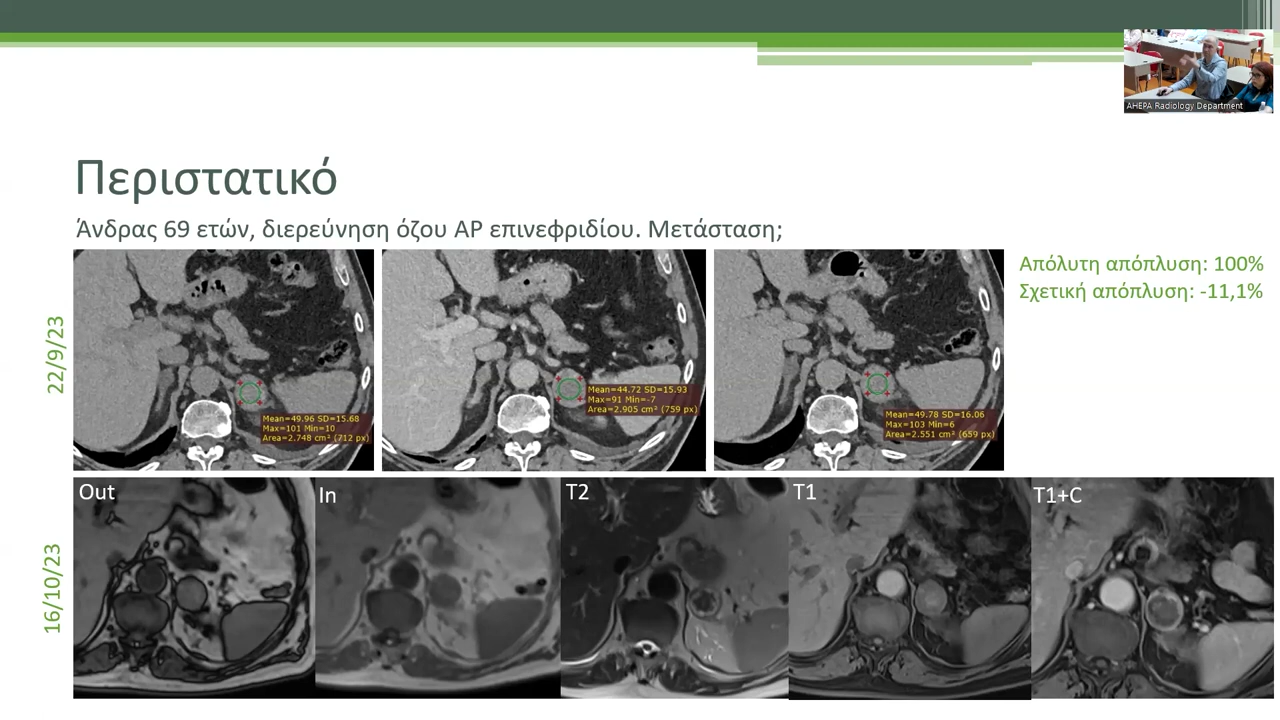 AHEPA Radiology Department
Περιστατικό
Άνδρας 69 ετών, διερεύνηση όζου ΑΡ επινεφριδίου. Μετάσταση;
22/9/23
Mean=49.96 SD=15.68
Max=101 Min=10
Area=2.748 cm² (712 px)
Mean=44.72 SD=15.93
Max=91 Min=-7
Area=2.905 cm² (759 px)
Mean=49.78 SD=16.06
Max=103 Min=6
Area=2.551 cm² (659 px)
Απόλυτη απόπλυση: 100%
Σχετική απόπλυση: -11,1%
16/10/23
Out
In
T2
T1
T1+C